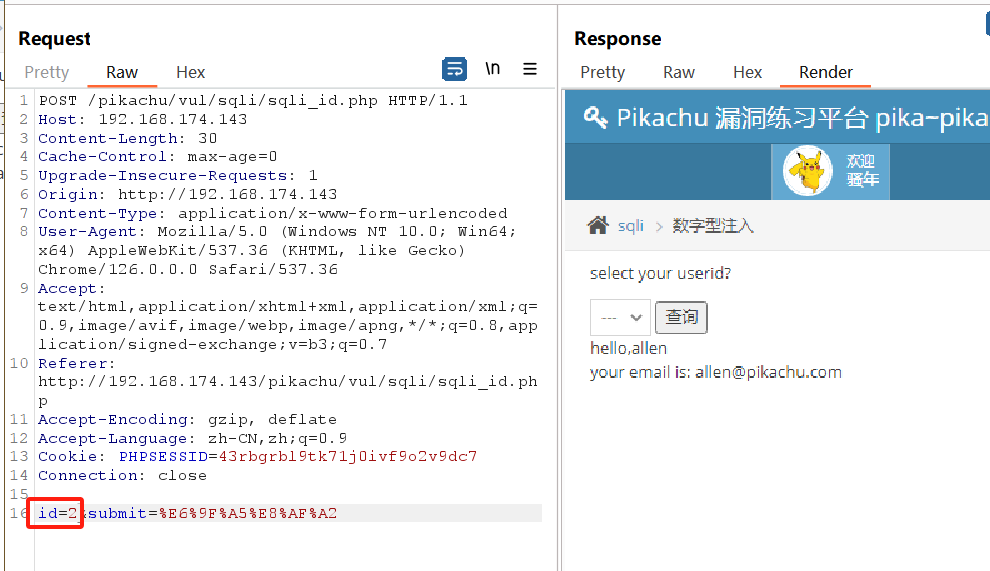 Request
Pretty Raw Hex
\n
1 POST /pikachu/vul/sqli/sqli_id.php HTTP/1.1
2 Host: 192.168.174.143
3 Content-Length: 30
4 Cache-Control: max-age=0
5 Upgrade-Insecure-Requests: 1
6 Origin: http://192.168.174.143
7 Content-Type: application/x-www-form-urlencoded
8 User-Agent: Mozilla/5.0 (Windows NT 10.0; Win64;
x64) AppleWebKit/537.36 (KHTML, like Gecko)
Chrome/126.0.0.0 Safari/537.36
9 Accept:
text/html,application/xhtml+xml,application/xml;q=
0.9,image/avif,image/webp,image/apng,*/*;q=0.8,app
lication/signed-exchange;v=b3;q=0.7
10 Referer:
http://192.168.174.143/pikachu/vul/sqli/sqli_id.ph
p
11 Accept-Encoding: gzip, deflate
12 Accept-Language: zh-CN,zh;q=0.9
13 Cookie: PHPSESSID=43rbgrbl9tk71j0ivf9o2v9dc7
14 Connection: close
15
16 id=2&submit=%E6%9F%A5%E8%AF%A2
Response
Pretty Raw Hex Render
Pikachu 漏洞练习平台 pika~pika
欢迎
骚年
sqli > 数字型注入
select your userid?
--- 查询
hello,allen
your email is: allen@pikachu.com